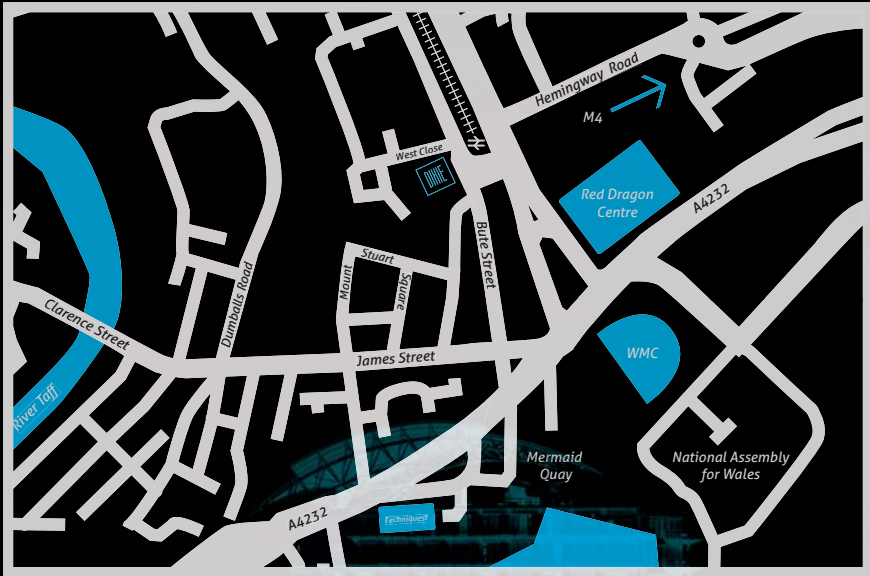 Hemingway Road
M4
West Close
DIXIE
Red Dragon
Centre
A4232
Stuart
Bute Street
Mount
Square
Dumballs Road
Clarence Street
James Street
WMC
River Taff
Mermaid
Quay
National Assembly
for Wales
A4232
Techniquest